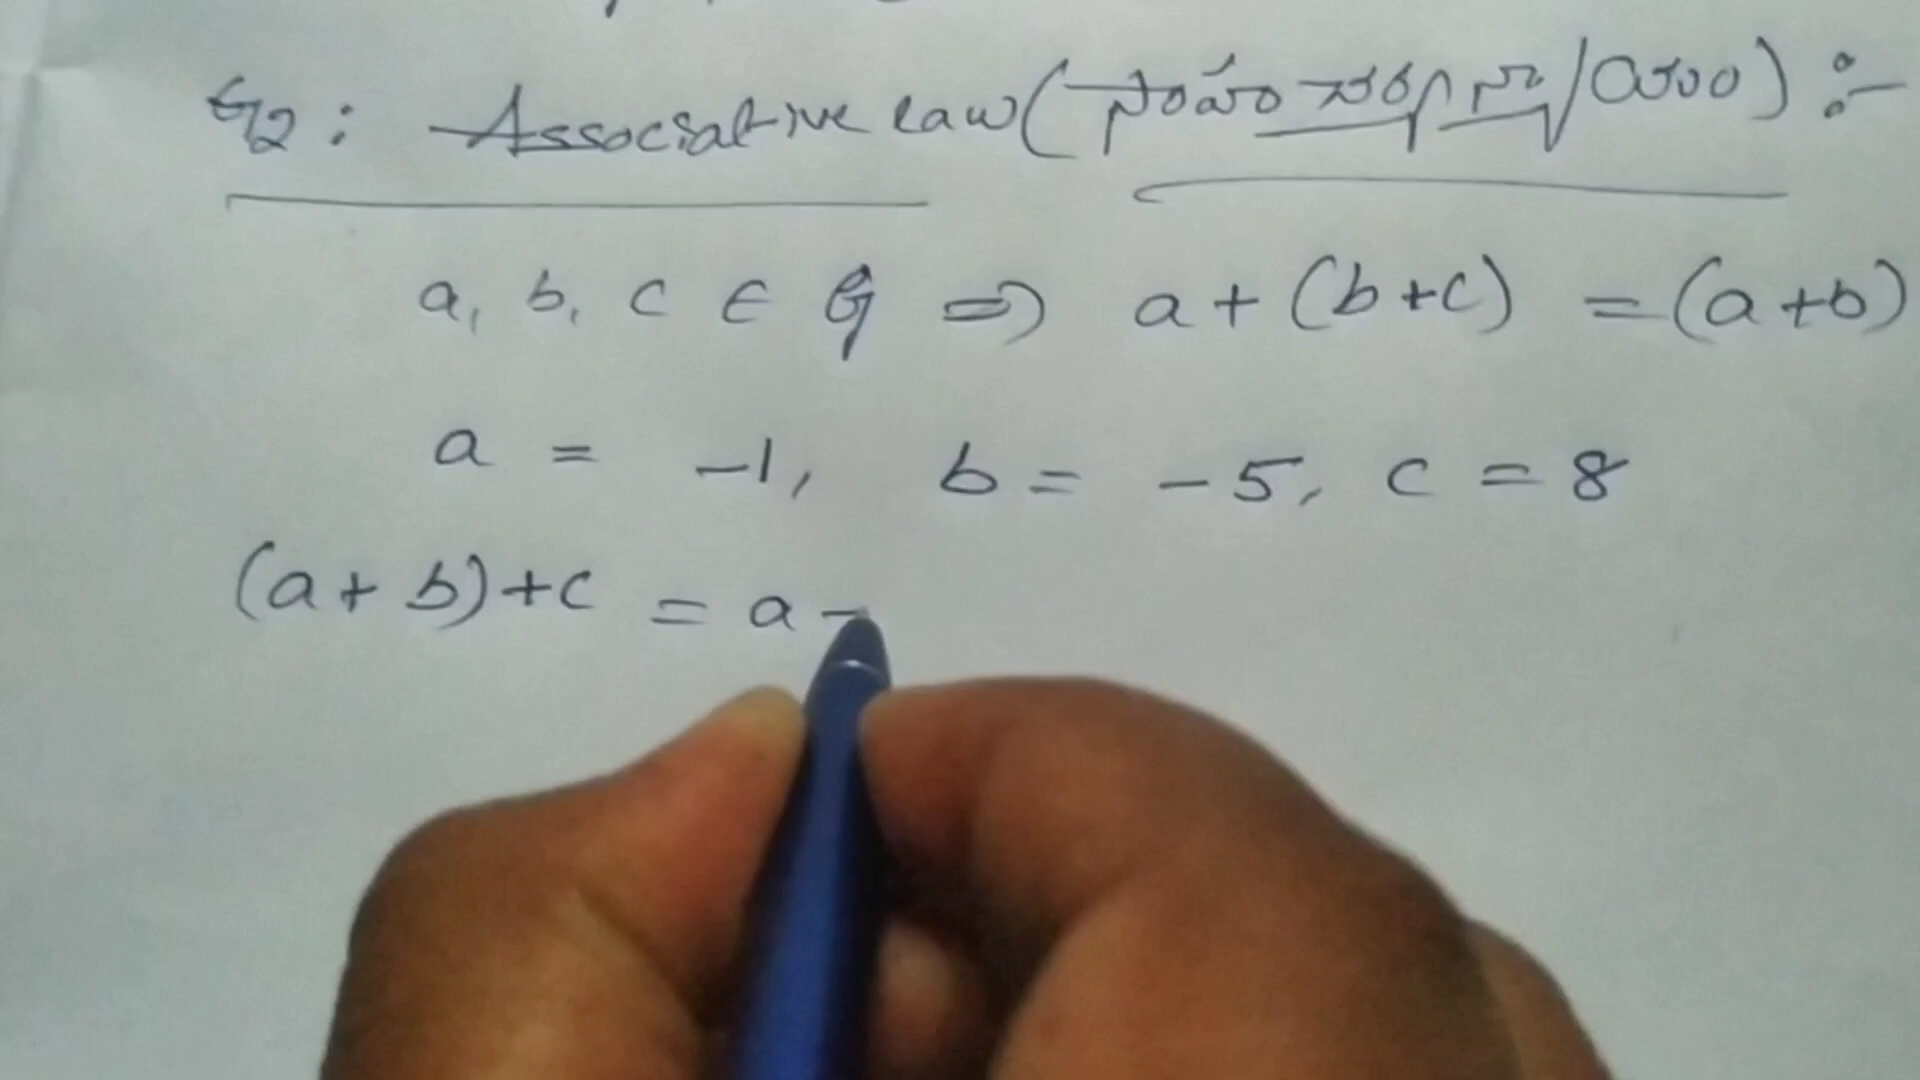 G2: Associative law ( ) :-
a, b, c ∈ G ⇒ a + (b+c) = (a+b)
a = -1, b = -5, c = 8
(a+b)+c = a -